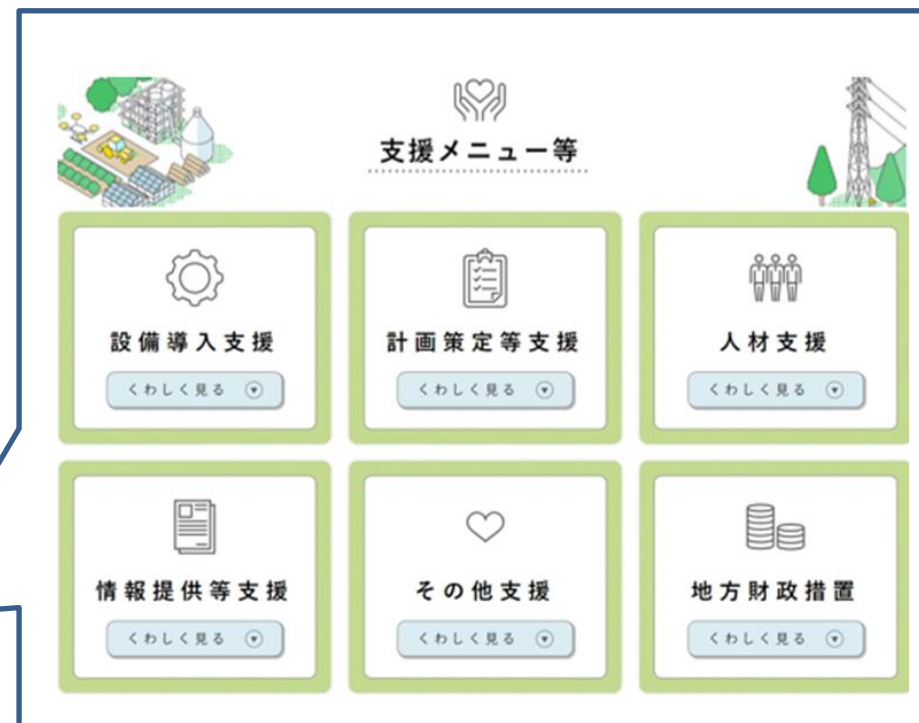 支援メニュー等
設備導入支援
くわしく見る
計画策定等支援
くわしく見る
人材支援
くわしく見る
情報提供等支援
くわしく見る
その他支援
くわしく見る
地方財政措置
くわしく見る